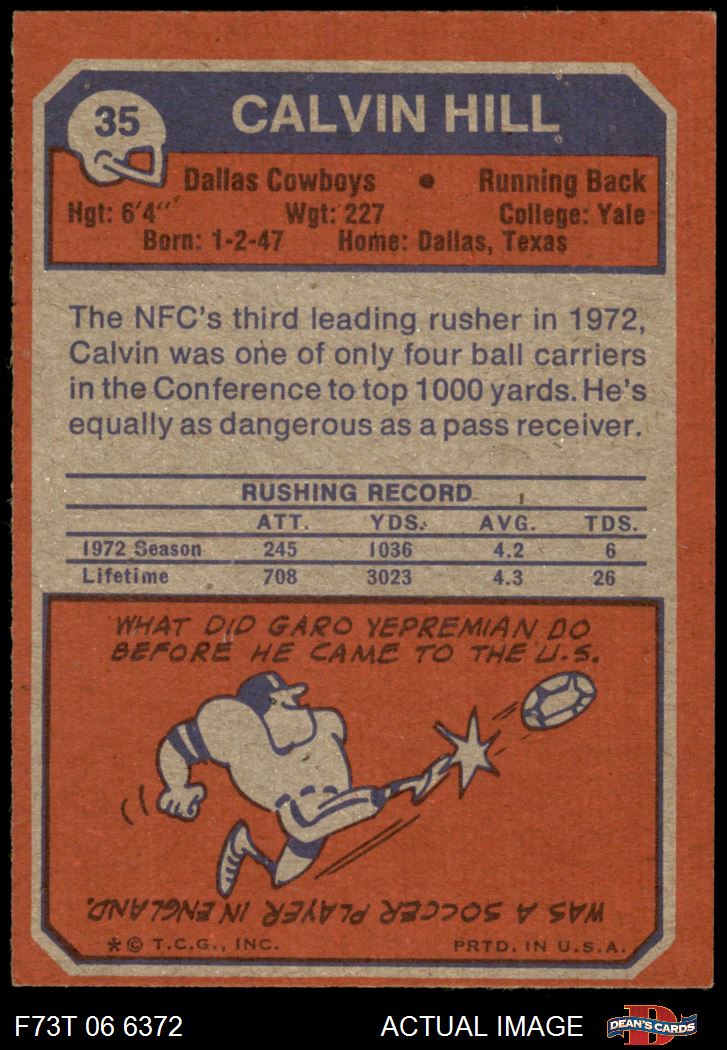 35
CALVIN HILL
Dallas Cowboys • Running Back
Hgt: 6'4" Wgt: 227 College: Yale
Born: 1-2-47 Home: Dallas, Texas
The NFC's third leading rusher in 1972,
Calvin was one of only four ball carriers
in the Conference to top 1000 yards. He's
equally as dangerous as a pass receiver.
RUSHING RECORD
ATT. YDS. AVG. TDS.
1972 Season 245 1036 4.2 6
Lifetime 708 3023 4.3 26
WHAT DID GARO YEPREMIAN DO
BEFORE HE CAME TO THE U.S.
WAS A SOCCER PLAYER IN ENGLAND.
*© T.C.G., INC. PRTD. IN U.S.A.
F73T 06 6372 ACTUAL IMAGE DEAN'S CARDS